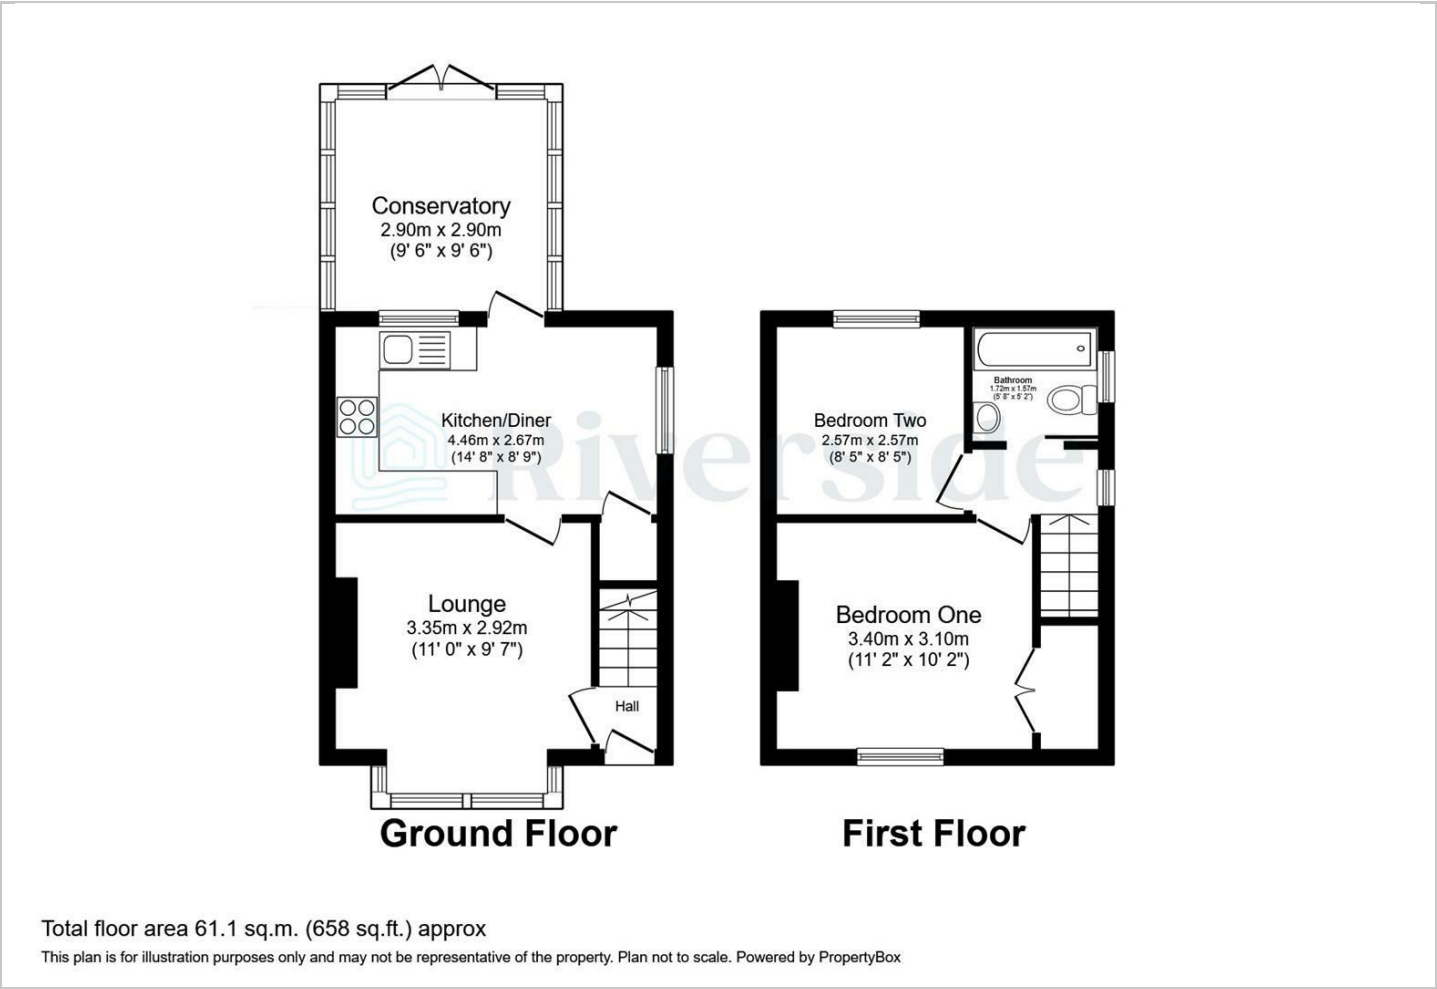 Conservatory
2.90m x 2.90m
(9' 6" x 9' 6")
Kitchen/Diner
4.46m x 2.67m
(14' 8" x 8' 9")
Lounge
3.35m x 2.92m
(11' 0" x 9' 7")
Hall
Ground Floor
Bathroom
1.72m x 1.57m
(5' 8" x 5' 2")
Bedroom Two
2.57m x 2.57m
(8' 5" x 8' 5")
Bedroom One
3.40m x 3.10m
(11' 2" x 10' 2")
First Floor
Riverside
Total floor area 61.1 sq.m. (658 sq.ft.) approx
This plan is for illustration purposes only and may not be representative of the property. Plan not to scale. Powered by PropertyBox